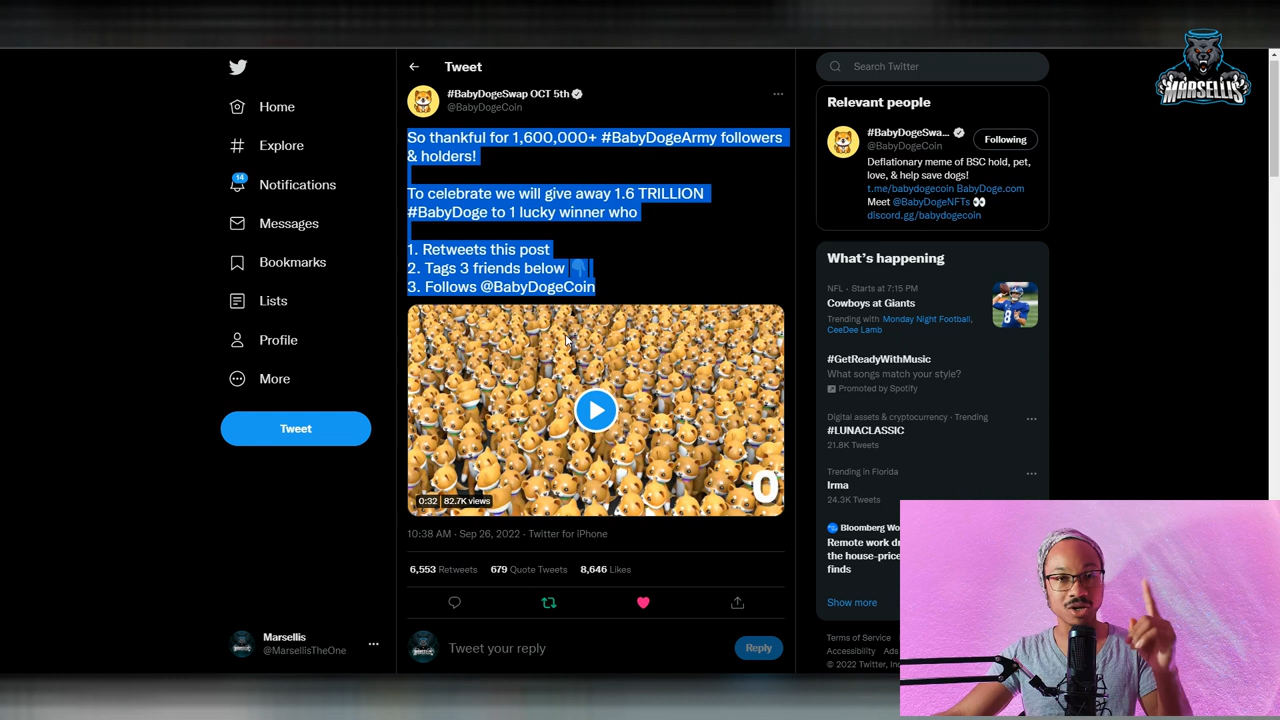 MARSELLIS
Home
Explore
14
Notifications
Messages
Bookmarks
Lists
Profile
More
Tweet
Marsellis
@MarsellisTheOne
Tweet
#BabyDogeSwap OCT 5th
@BabyDogeCoin
So thankful for 1,600,000+ #BabyDogeArmy followers
& holders!
To celebrate we will give away 1.6 TRILLION
#BabyDoge to 1 lucky winner who
1. Retweets this post
2. Tags 3 friends below 👇
3. Follows @BabyDogeCoin
0
0:32 82.7K views
10:38 AM · Sep 26, 2022 · Twitter for iPhone
6,553 Retweets 679 Quote Tweets 8,646 Likes
Tweet your reply
Reply
Search Twitter
Relevant people
#BabyDogeSwa...
@BabyDogeCoin
Following
Deflationary meme of BSC hold, pet,
love, & help save dogs!
t.me/babydogecoin BabyDoge.com
Meet @BabyDogeNFTs 👀
discord.gg/babydogecoin
What's happening
NFL · Starts at 7:15 PM
Cowboys at Giants
Trending with Monday Night Football,
CeeDee Lamb
#GetReadyWithMusic
What songs match your style?
Promoted by Spotify
Digital assets & cryptocurrency · Trending
#LUNACLASSIC
21.8K Tweets
Trending in Florida
Irma
24.3K Tweets
Bloomberg Wo
Remote work dr
the house-price
finds
Show more
Terms of Service
Accessibility Ads
© 2022 Twitter, Inc